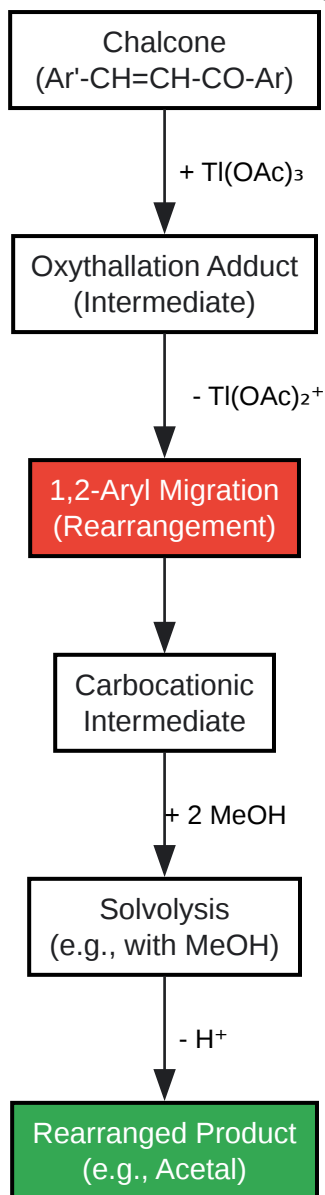 Chalcone
(Ar'-CH=CH-CO-Ar)
+ Tl(OAc)₃
Oxythallation Adduct
(Intermediate)
- Tl(OAc)₂⁺
1,2-Aryl Migration
(Rearrangement)
Carbocationic
Intermediate
+ 2 MeOH
Solvolysis
(e.g., with MeOH)
- H⁺
Rearranged Product
(e.g., Acetal)